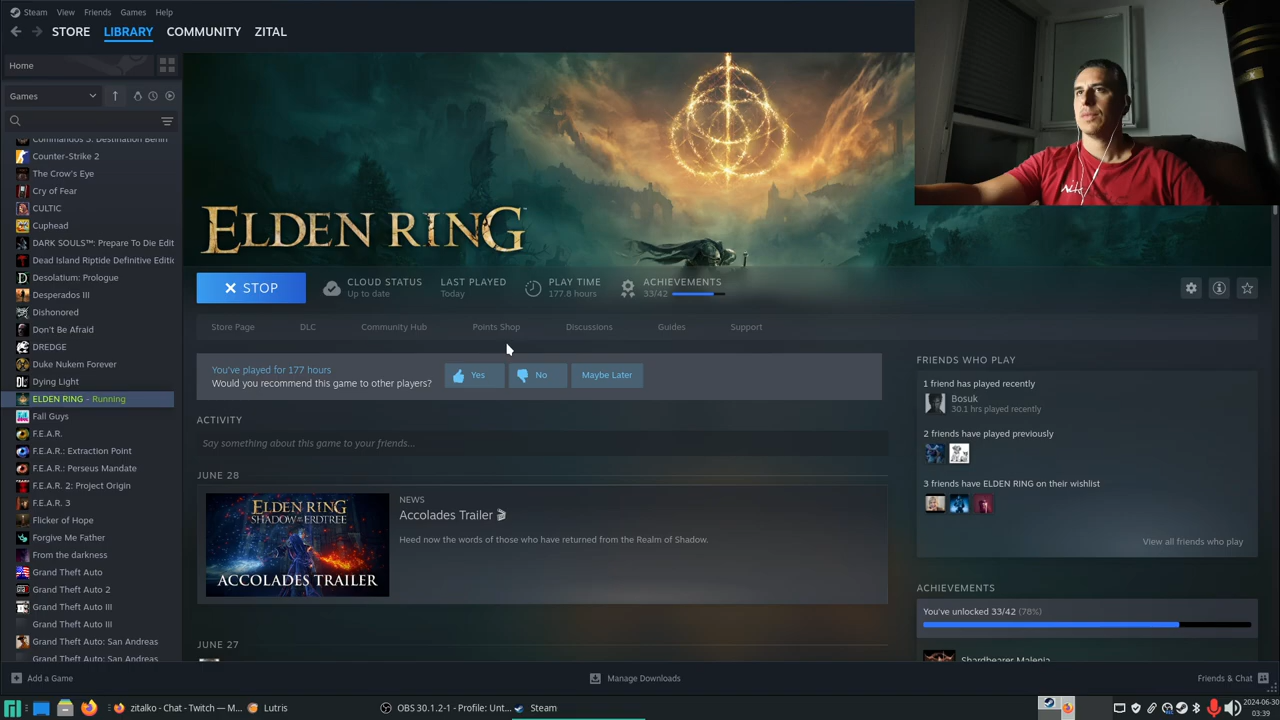 Steam View Friends Games Help
STORE LIBRARY COMMUNITY ZITAL
Home
Games
Commandos 3: Destination Berlin
Counter-Strike 2
The Crow's Eye
Cry of Fear
CULTIC
Cuphead
DARK SOULS™: Prepare To Die Edit
Dead Island Riptide Definitive Editic
Desolatium: Prologue
Desperados III
Dishonored
Don't Be Afraid
DREDGE
Duke Nukem Forever
Dying Light
ELDEN RING - Running
Fall Guys
F.E.A.R.
F.E.A.R.: Extraction Point
F.E.A.R.: Perseus Mandate
F.E.A.R. 2: Project Origin
F.E.A.R. 3
Flicker of Hope
Forgive Me Father
From the darkness
Grand Theft Auto
Grand Theft Auto 2
Grand Theft Auto III
Grand Theft Auto III
Grand Theft Auto: San Andreas
Grand Theft Auto: San Andreas
ELDEN RING
STOP
CLOUD STATUS
Up to date
LAST PLAYED
Today
PLAY TIME
177.8 hours
ACHIEVEMENTS
33/42
Store Page DLC Community Hub Points Shop Discussions Guides Support
You've played for 177 hours
Would you recommend this game to other players?
Yes No Maybe Later
ACTIVITY
Say something about this game to your friends...
JUNE 28
ELDEN RING
SHADOW OF THE ERDTREE
ACCOLADES TRAILER
NEWS
Accolades Trailer
Heed now the words of those who have returned from the Realm of Shadow.
JUNE 27
FRIENDS WHO PLAY
1 friend has played recently
Bosuk
30.1 hrs played recently
2 friends have played previously
3 friends have ELDEN RING on their wishlist
View all friends who play
ACHIEVEMENTS
You've unlocked 33/42 (78%)
Shardbearer Malenia
Add a Game
Manage Downloads
Friends & Chat
zitalko - Chat - Twitch — M...
Lutris
OBS 30.1.2-1 - Profile: Unt...
Steam
2024-06-30
03:39